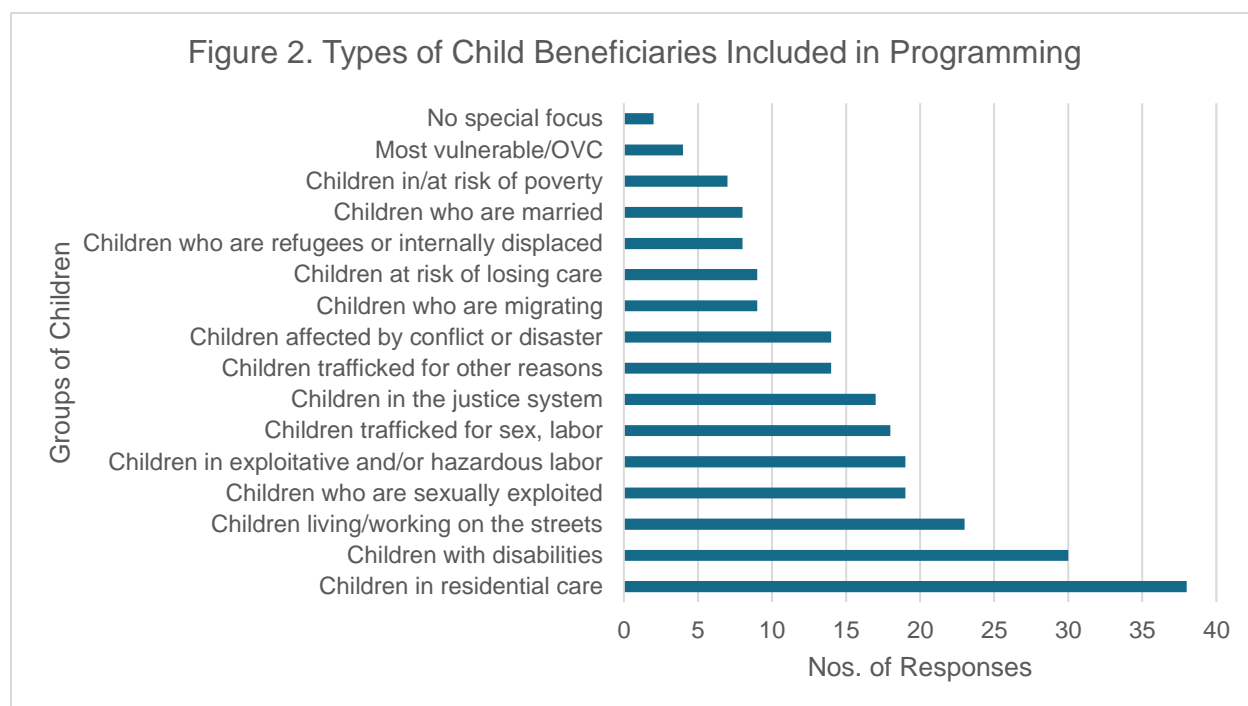 Figure 2. Types of Child Beneficiaries Included in Programming
Groups of Children
No special focus
Most vulnerable/OVC
Children in/at risk of poverty
Children who are married
Children who are refugees or internally displaced
Children at risk of losing care
Children who are migrating
Children affected by conflict or disaster
Children trafficked for other reasons
Children in the justice system
Children trafficked for sex, labor
Children in exploitative and/or hazardous labor
Children who are sexually exploited
Children living/working on the streets
Children with disabilities
Children in residential care
0 5 10 15 20 25 30 35 40
Nos. of Responses